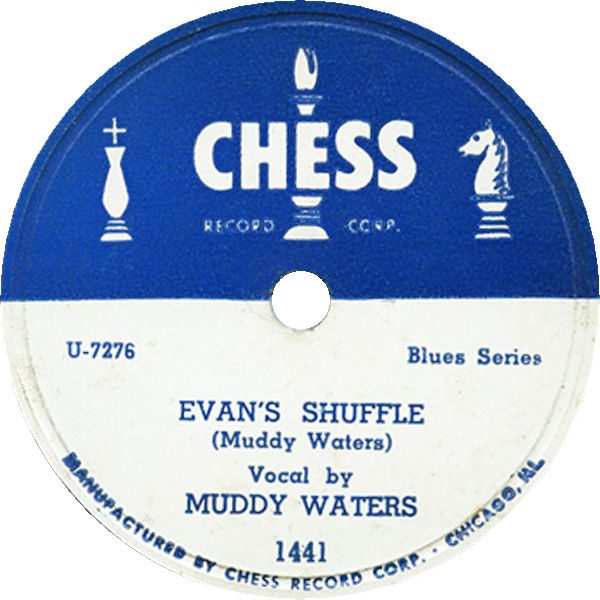 CHESS
RECORD CORP.
U-7276
Blues Series
EVAN'S SHUFFLE
(Muddy Waters)
Vocal by
MUDDY WATERS
1441
MANUFACTURED BY CHESS RECORD CORP. · CHICAGO, ILL.